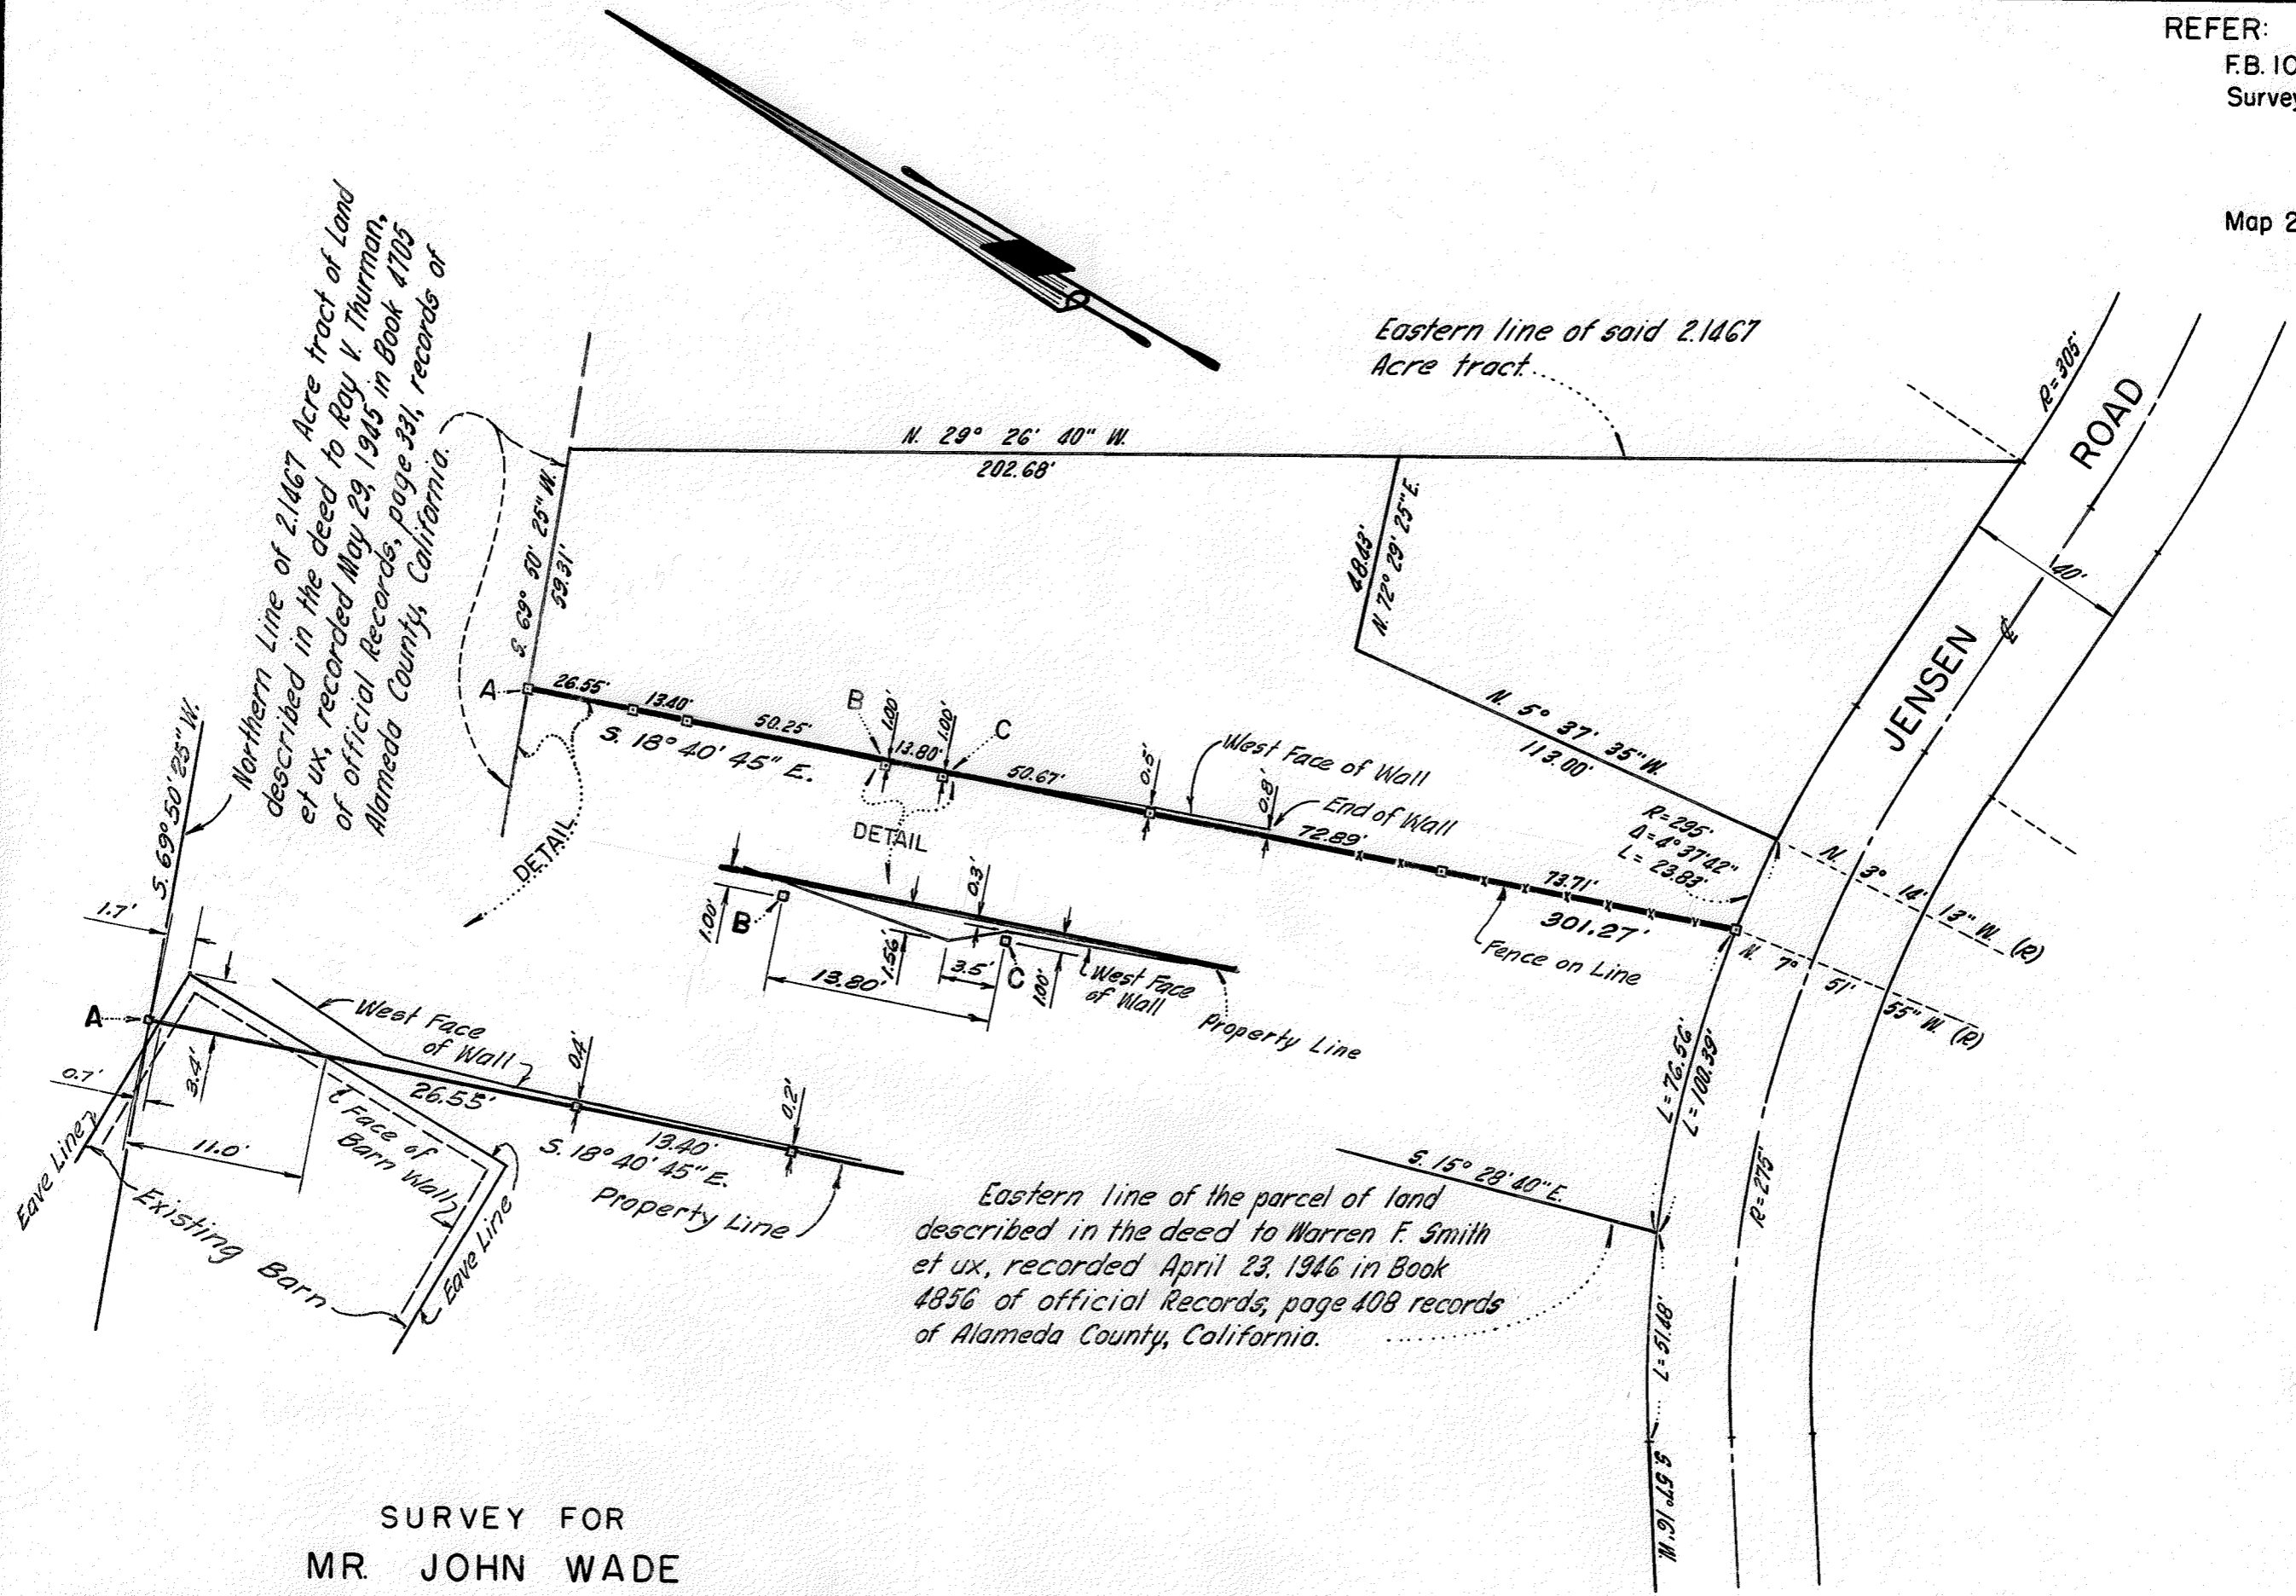 REFER:
F.B. 10
Survey
Map 2
Northern Line of 2.1467 Acre tract of Land
described in the deed to Ray V. Thurman,
et ux, recorded May 29, 1945 in Book 4705
of official Records, page 331, records of
Alameda County, California.
Eastern line of said 2.1467
Acre tract
N. 29° 26' 40" W.
202.68'
S. 69° 50' 25" W.
59.31'
48.43'
N. 72° 29' 25" E.
N. 5° 37' 35" W.
113.00'
R=305'
ROAD
40'
JENSEN
℄
A
26.55'
13.40'
50.25'
B
1.00'
13.80'
1.00'
C
50.67'
S. 18° 40' 45" E.
0.5'
West Face of Wall
0.8'
End of Wall
72.89'
73.71'
301.27'
Fence on Line
R=295'
Δ=4°37'42"
L=23.83'
N. 3° 14' 13" W. (R)
N. 7° 51' 55" W. (R)
DETAIL
DETAIL
1.00'
B
13.80'
1.56'
0.3'
3.5'
C
1.00'
West Face
of Wall
Property Line
S. 69° 50' 25" W.
1.7'
A
0.7'
3.4'
11.0'
West Face
of Wall
26.55'
0.4'
13.40'
0.2'
S. 18° 40' 45" E.
Property Line
Face of
Barn Wall
Eave Line
Existing Barn
Eave Line
L=76.56'
L=100.39'
R=275'
S. 15° 28' 40" E.
Eastern line of the parcel of land
described in the deed to Warren F. Smith
et ux, recorded April 23, 1946 in Book
4856 of official Records, page 408 records
of Alameda County, California.
L=51.48'
S. 57° 16' W.
SURVEY FOR
MR. JOHN WADE